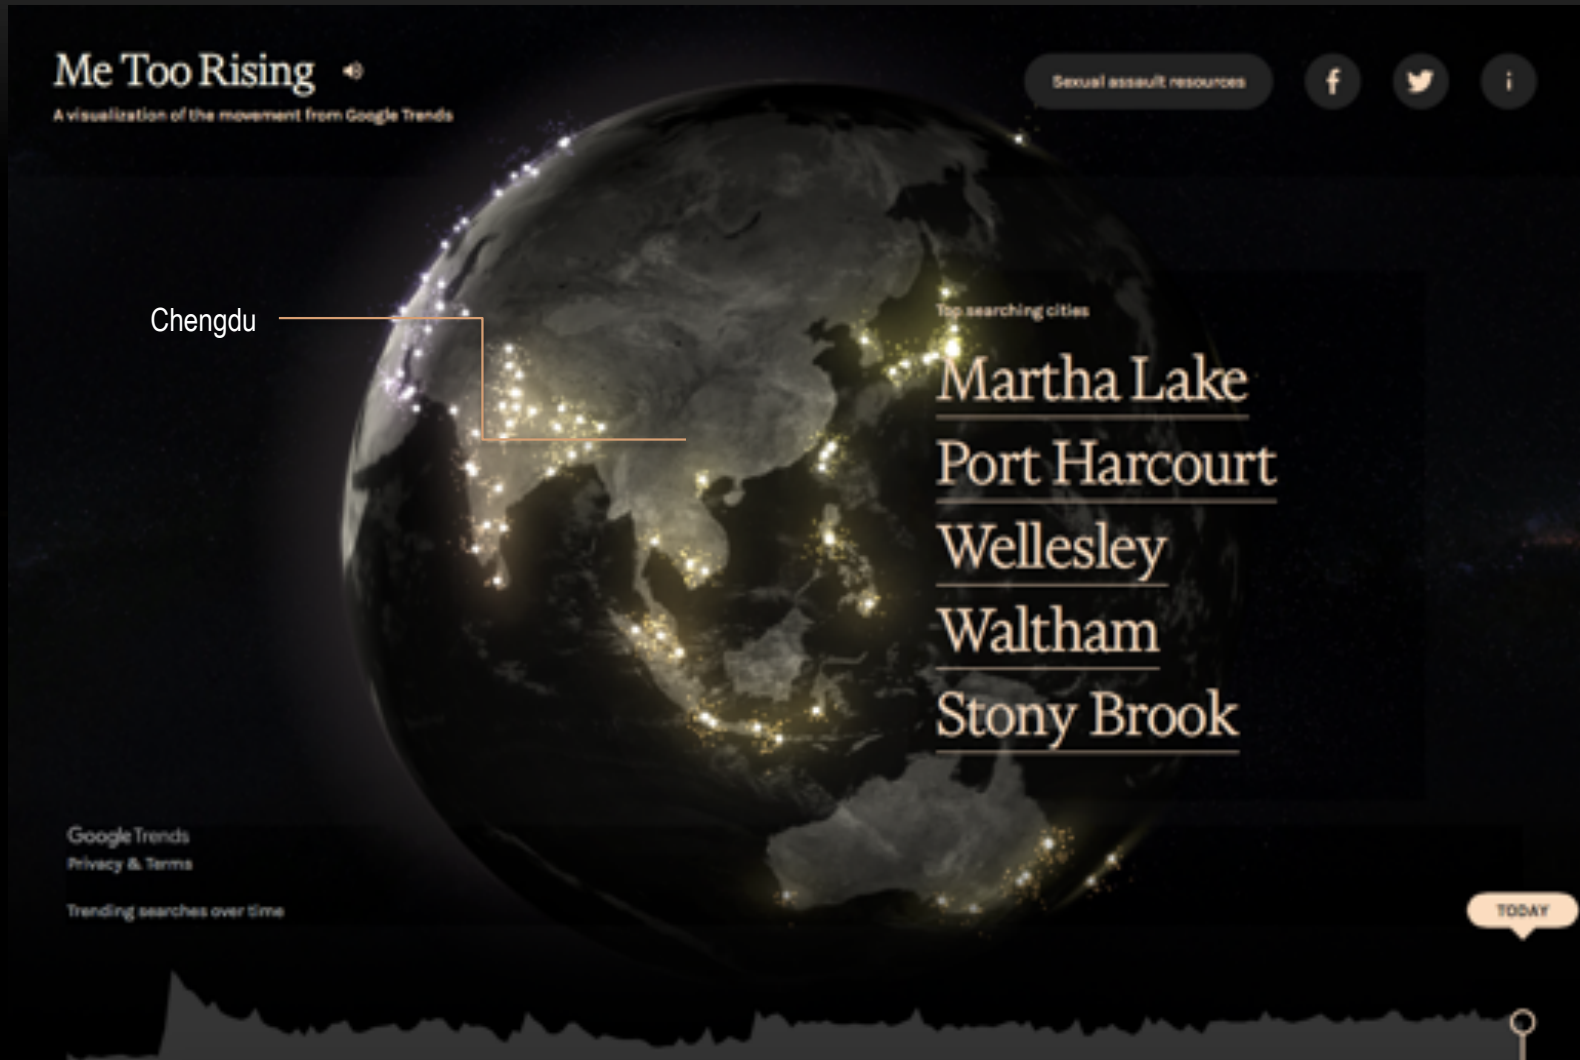 Me Too Rising
A visualization of the movement from Google Trends
Sexual assault resources
f
i
Chengdu
Top searching cities
Martha Lake
Port Harcourt
Wellesley
Waltham
Stony Brook
Google Trends
Privacy & Terms
Trending searches over time
TODAY